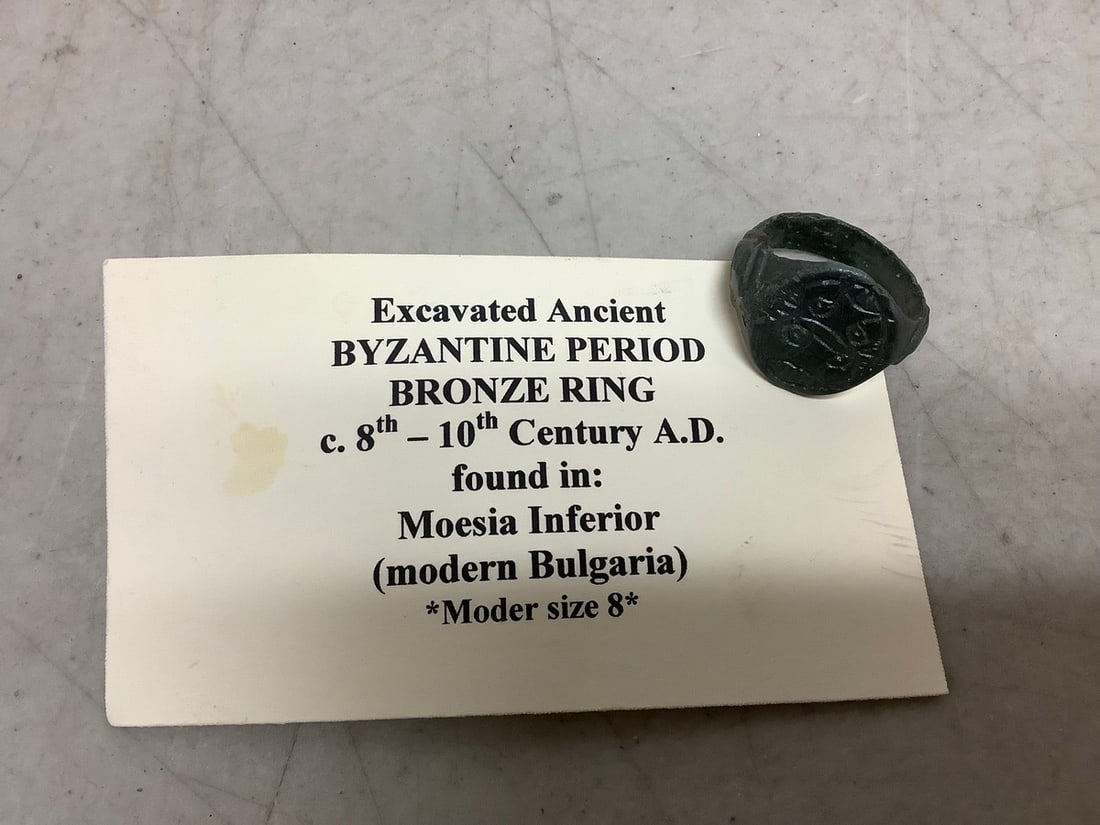 Excavated Ancient
BYZANTINE PERIOD
BRONZE RING
c. 8th – 10th Century A.D.
found in:
Moesia Inferior
(modern Bulgaria)
*Moder size 8*